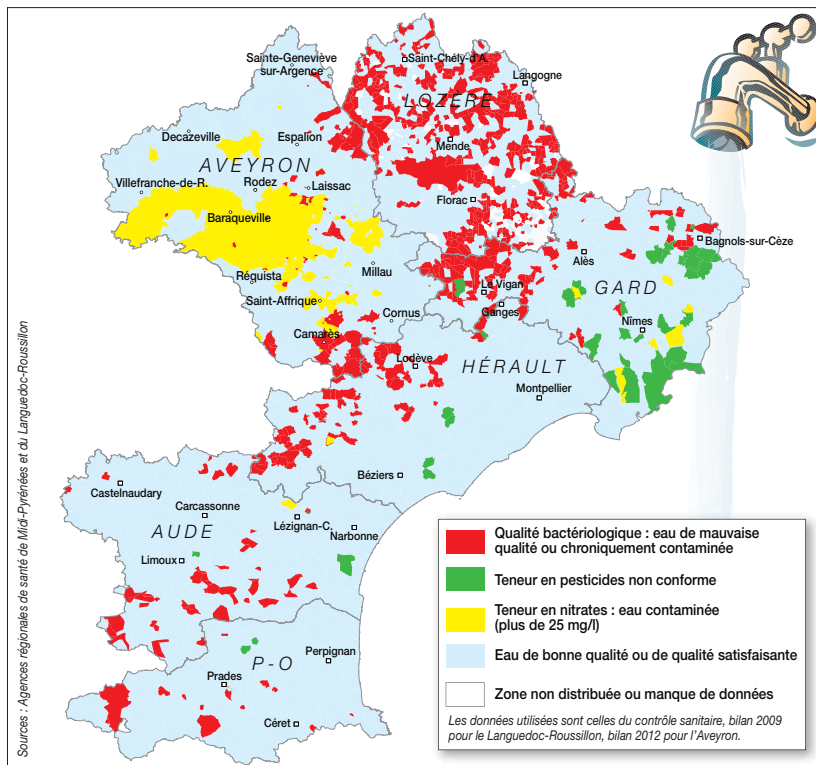 Sainte-Geneviève
sur-Argence
Saint-Chély-d'A.
Langogne
LOZÈRE
Decazeville
Espalion
Mende
AVEYRON
Villefranche-de-R.
Rodez
Laissac
Florac
Baraqueville
Bagnols-sur-Cèze
Alès
Millau
Réguista
Le Vigan
GARD
Saint-Affrique
Cornus
Ganges
Nîmes
Camarès
Lodève
HÉRAULT
Montpellier
Béziers
Castelnaudary
Carcassonne
Lézignan-C.
AUDE
Narbonne
Limoux
P-O
Perpignan
Prades
Céret
Sources : Agences régionales de santé de Midi-Pyrénées et du Languedoc-Roussillon
Qualité bactériologique : eau de mauvaise
qualité ou chroniquement contaminée
Teneur en pesticides non conforme
Teneur en nitrates : eau contaminée
(plus de 25 mg/l)
Eau de bonne qualité ou de qualité satisfaisante
Zone non distribuée ou manque de données
Les données utilisées sont celles du contrôle sanitaire, bilan 2009
pour le Languedoc-Roussillon, bilan 2012 pour l'Aveyron.